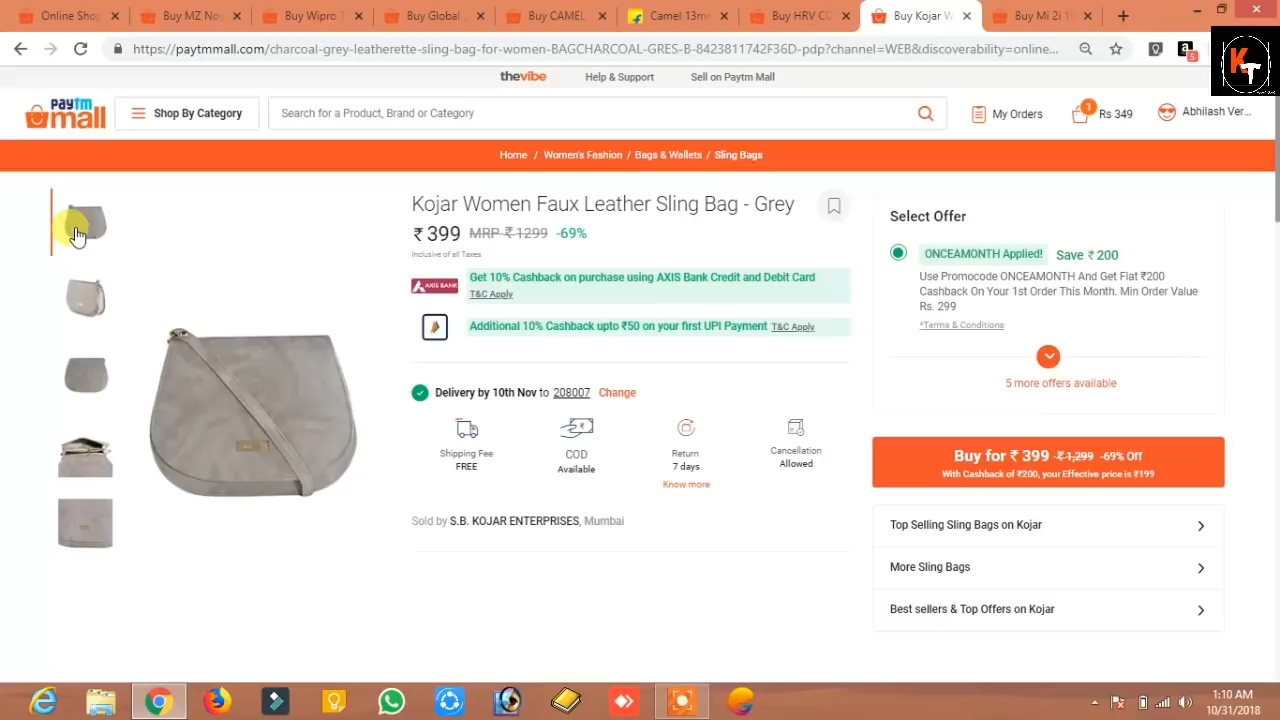 Online Shop
Buy MZ No
Buy Wipro T
Buy Global
Buy CAMEL
Camel 13m
Buy HRV CD
Buy Kojar W
Buy Mi 2i 1
https://paytmmall.com/charcoal-grey-leatherette-sling-bag-for-women-BAGCHARCOAL-GRES-B-8423811742F36D-pdp?channel=WEB&discoverability=online...
5
KT
thevibe
Help & Support
Sell on Paytm Mall
paytm mall
Shop By Category
Search for a Product, Brand or Category
My Orders
1
Rs 349
Abhilash Ver...
Home / Women's Fashion / Bags & Wallets / Sling Bags
Kojar Women Faux Leather Sling Bag - Grey
₹ 399 MRP ₹ 1299 -69%
Inclusive of all Taxes
AXIS BANK
Get 10% Cashback on purchase using AXIS Bank Credit and Debit Card
T&C Apply
Additional 10% Cashback upto ₹50 on your first UPI Payment T&C Apply
Delivery by 10th Nov to 208007 Change
Shipping Fee
FREE
COD
Available
Return
7 days
Know more
Cancellation
Allowed
Sold by S.B. KOJAR ENTERPRISES, Mumbai
Select Offer
ONCEAMONTH Applied! Save ₹ 200
Use Promocode ONCEAMONTH And Get Flat ₹200
Cashback On Your 1st Order This Month. Min Order Value
Rs. 299
*Terms & Conditions
5 more offers available
Buy for ₹ 399 ₹ 1,299 -69% Off
With Cashback of ₹200, your Effective price is ₹199
Top Selling Sling Bags on Kojar
More Sling Bags
Best sellers & Top Offers on Kojar
1:10 AM
10/31/2018